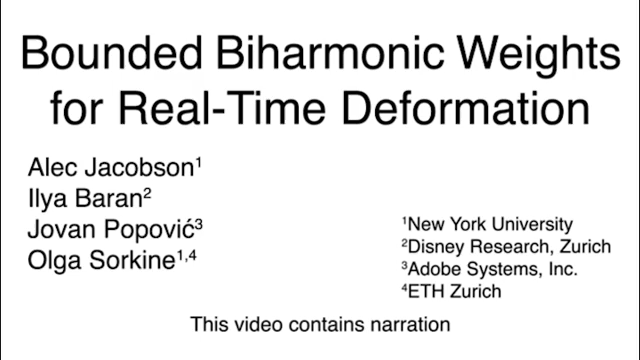 Bounded Biharmonic Weights
for Real-Time Deformation
Alec Jacobson¹
Ilya Baran²
Jovan Popović³
Olga Sorkine¹,⁴
¹New York University
²Disney Research, Zurich
³Adobe Systems, Inc.
⁴ETH Zurich
This video contains narration